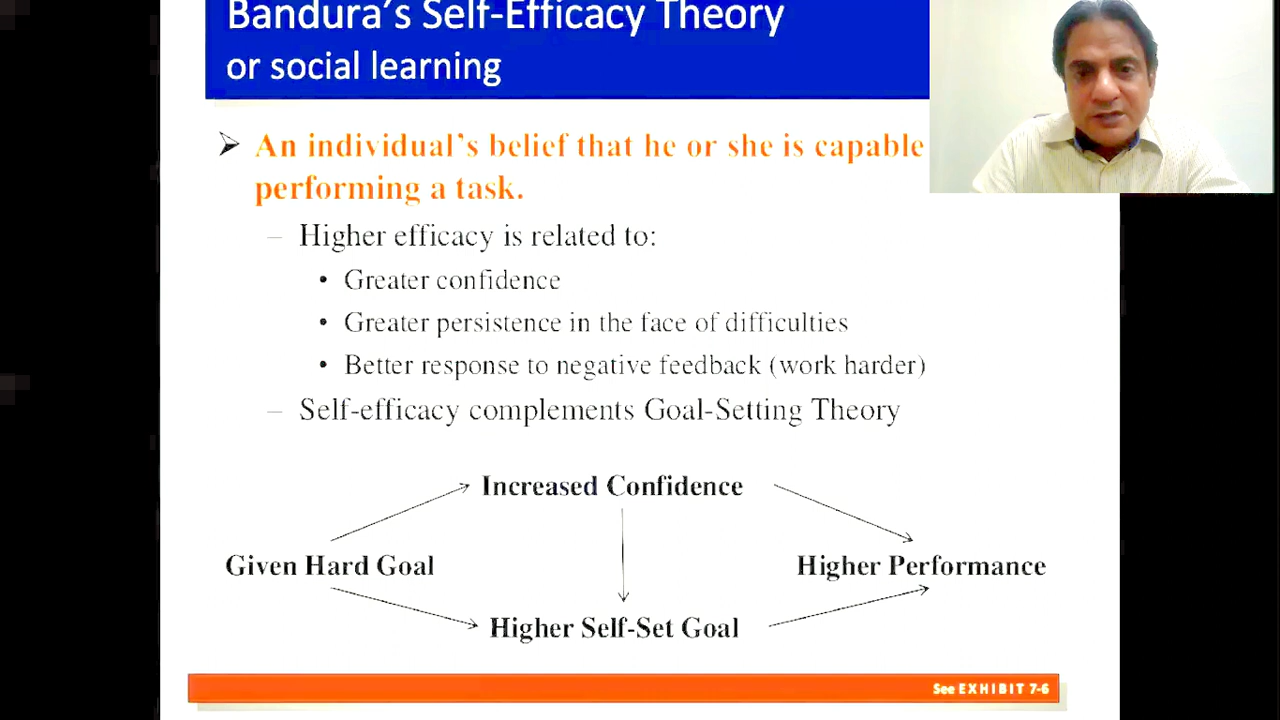 Bandura's Self-Efficacy Theory
or social learning
➢ An individual's belief that he or she is capable
performing a task.
– Higher efficacy is related to:
• Greater confidence
• Greater persistence in the face of difficulties
• Better response to negative feedback (work harder)
– Self-efficacy complements Goal-Setting Theory
Increased Confidence
Given Hard Goal
Higher Performance
Higher Self-Set Goal
See EXHIBIT 7-6